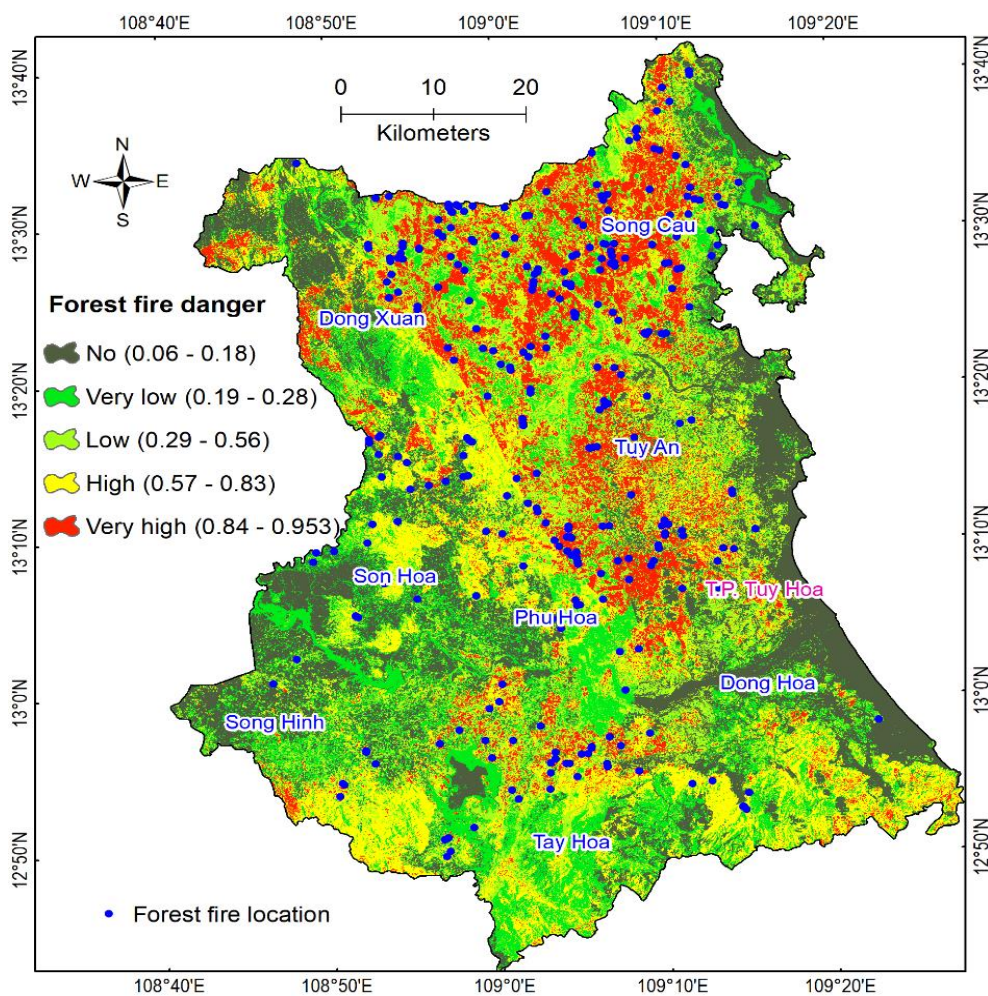 108°40'E 108°50'E 109°0'E 109°10'E 109°20'E
13°40'N 13°40'N
0 10 20
Kilometers
N
W E
S
13°30'N 13°30'N
Song Cau
Forest fire danger
Dong Xuan
No (0.06 - 0.18)
Very low (0.19 - 0.28)
13°20'N 13°20'N
Low (0.29 - 0.56)
Tuy An
High (0.57 - 0.83)
Very high (0.84 - 0.953)
13°10'N 13°10'N
Son Hoa
T.P. Tuy Hoa
Phu Hoa
13°0'N 13°0'N
Dong Hoa
Song Hinh
Tay Hoa
12°50'N 12°50'N
Forest fire location
108°40'E 108°50'E 109°0'E 109°10'E 109°20'E